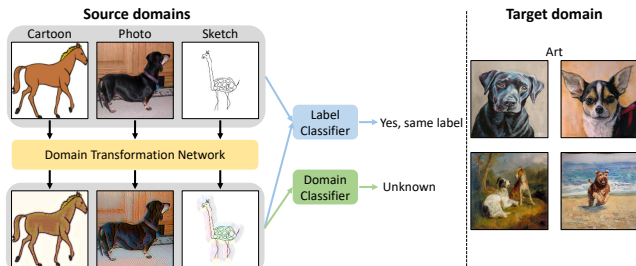 Source domains
Target domain
Cartoon
Photo
Sketch
Art
Label
Classifier
Yes, same label
Domain Transformation Network
Domain
Classifier
Unknown